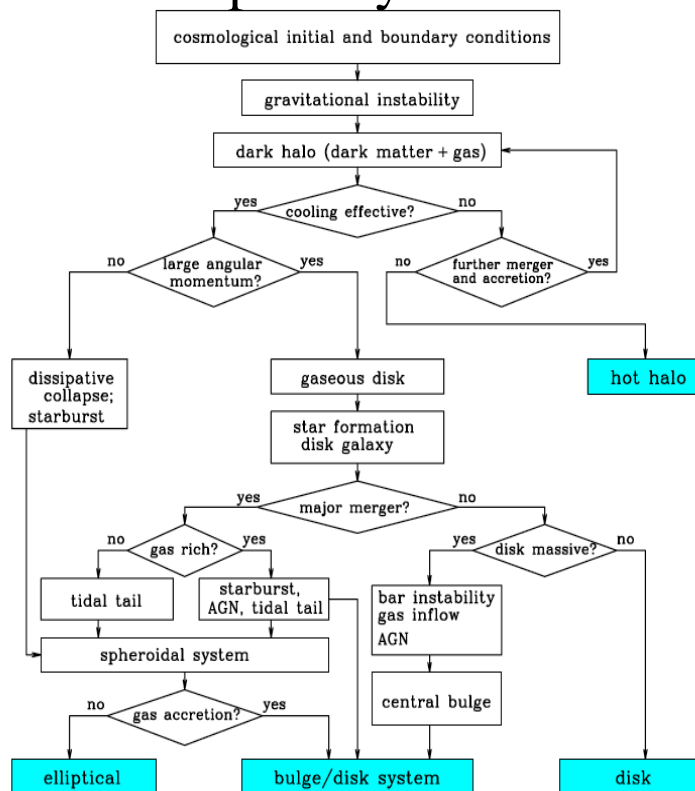 cosmological initial and boundary conditions
gravitational instability
dark halo (dark matter + gas)
yes
cooling effective?
no
no
large angular
momentum?
yes
no
further merger
and accretion?
yes
dissipative
collapse;
starburst
gaseous disk
hot halo
star formation
disk galaxy
yes
major merger?
no
no
gas rich?
yes
yes
disk massive?
no
tidal tail
starburst,
AGN, tidal tail
bar instability
gas inflow
AGN
spheroidal system
central bulge
no
gas accretion?
yes
elliptical
bulge/disk system
disk